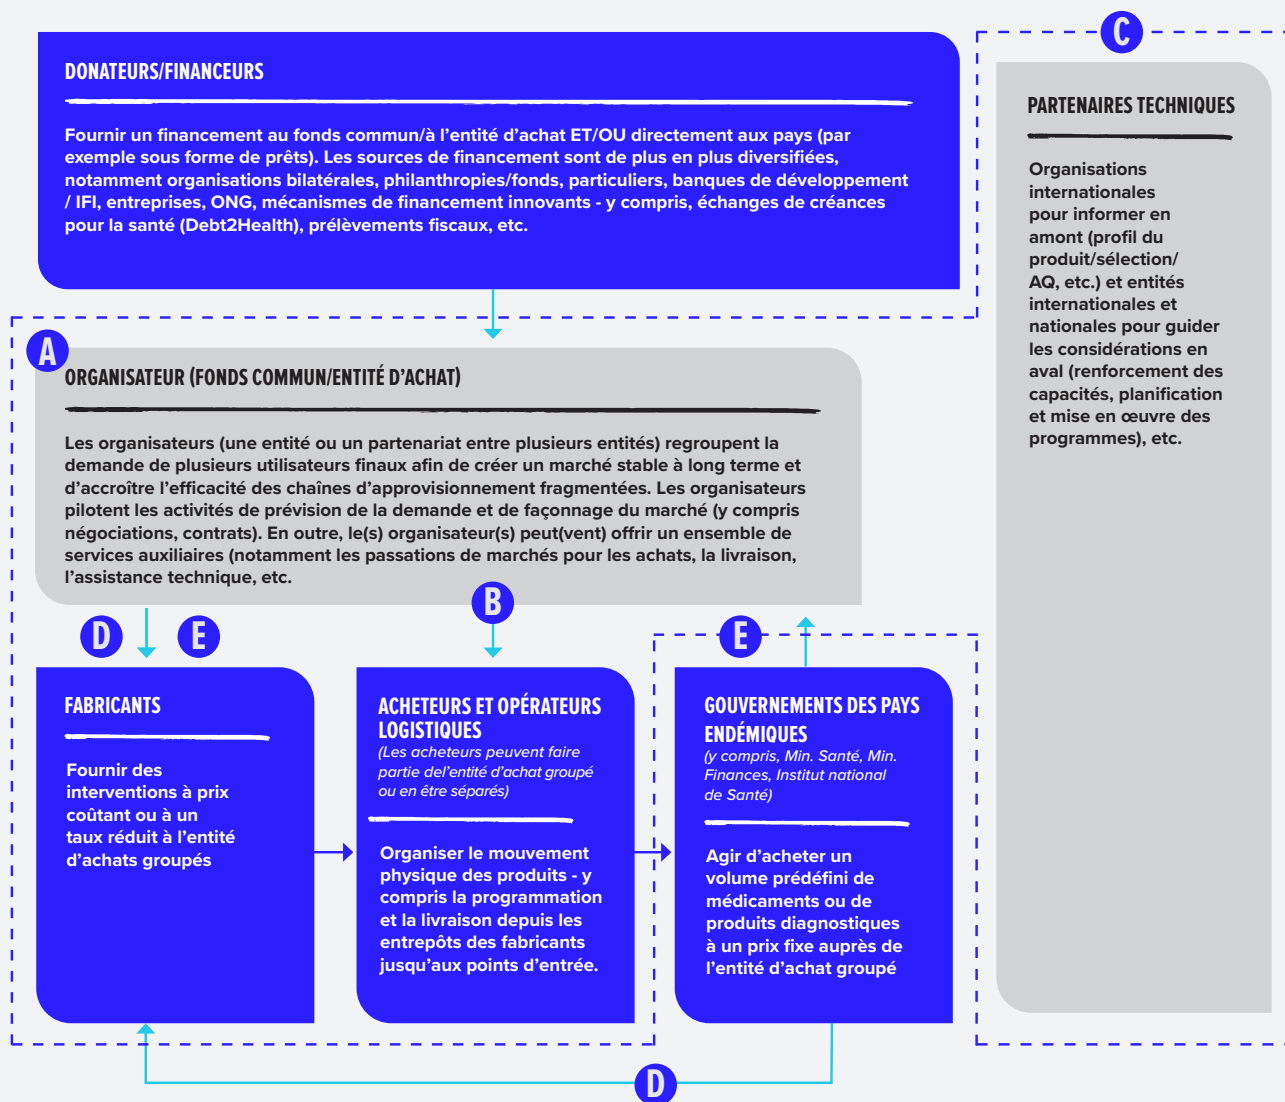 DONATEURS/FINANCEURS
Fournir un financement au fonds commun/à l'entité d'achat ET/OU directement aux pays (par
exemple sous forme de prêts). Les sources de financement sont de plus en plus diversifiées,
notamment organisations bilatérales, philanthropies/fonds, particuliers, banques de développement
/ IFI, entreprises, ONG, mécanismes de financement innovants - y compris, échanges de créances
pour la santé (Debt2Health), prélèvements fiscaux, etc.
C
PARTENAIRES TECHNIQUES
Organisations
internationales
pour informer en
amont (profil du
produit/sélection/
AQ, etc.) et entités
internationales et
nationales pour guider
les considérations en
aval (renforcement des
capacités, planification
et mise en œuvre des
programmes), etc.
A
ORGANISATEUR (FONDS COMMUN/ENTITÉ D'ACHAT)
Les organisateurs (une entité ou un partenariat entre plusieurs entités) regroupent la
demande de plusieurs utilisateurs finaux afin de créer un marché stable à long terme et
d'accroître l'efficacité des chaînes d'approvisionnement fragmentées. Les organisateurs
pilotent les activités de prévision de la demande et de façonnage du marché (y compris
négociations, contrats). En outre, le(s) organisateur(s) peut(vent) offrir un ensemble de
services auxiliaires (notamment les passations de marchés pour les achats, la livraison,
l'assistance technique, etc.
D
E
B
E
FABRICANTS
Fournir des
interventions à prix
coûtant ou à un
taux réduit à l'entité
d'achats groupés
ACHETEURS ET OPÉRATEURS
LOGISTIQUES
(Les acheteurs peuvent faire
partie del'entité d'achat groupé
ou en être séparés)
Organiser le mouvement
physique des produits - y
compris la programmation
et la livraison depuis les
entrepôts des fabricants
jusqu'aux points d'entrée.
GOUVERNEMENTS DES PAYS
ENDÉMIQUES
(y compris, Min. Santé, Min.
Finances, Institut national
de Santé)
Agir d'acheter un
volume prédéfini de
médicaments ou de
produits diagnostiques
à un prix fixe auprès de
l'entité d'achat groupé
D